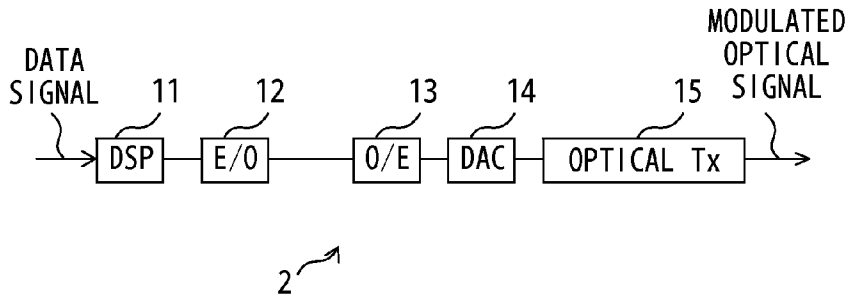 DATA
SIGNAL
MODULATED
OPTICAL
SIGNAL
11
12
13
14
15
DSP
E/O
O/E
DAC
OPTICAL Tx
2